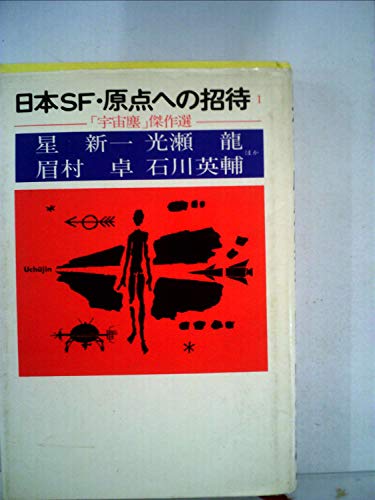 日本SF・原点への招待 1
「宇宙塵」傑作選
星 新一 光瀬 龍
眉村 卓 石川英輔 ほか
Uchūjin